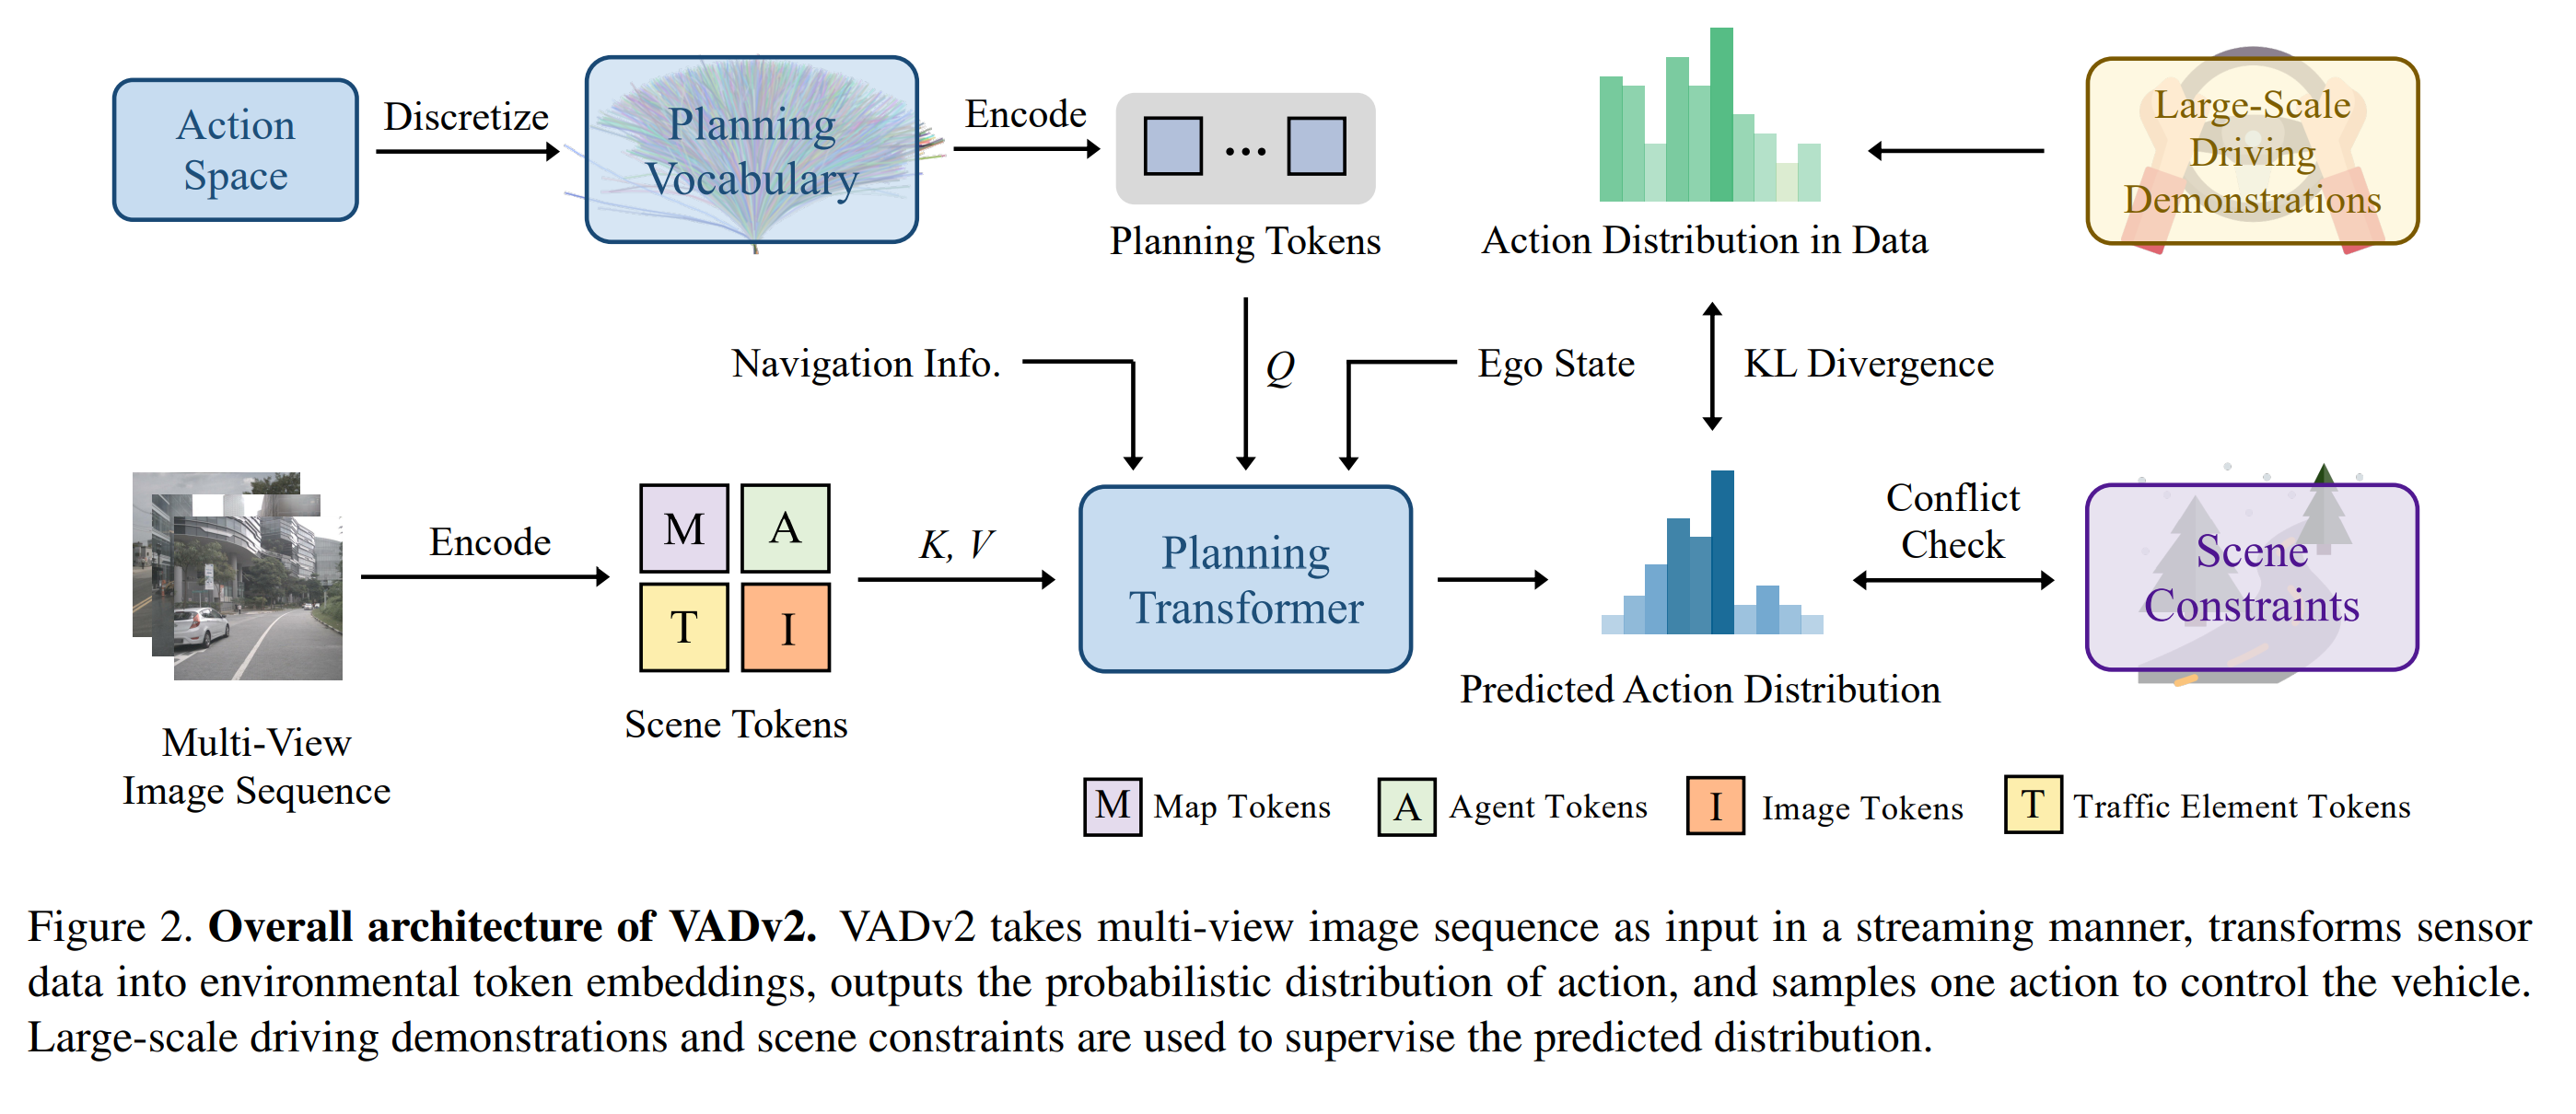 Action
Space
Discretize
Planning
Vocabulary
Encode
...
Planning Tokens
Action Distribution in Data
Large-Scale
Driving
Demonstrations
Navigation Info.
Q
Ego State
KL Divergence
Multi-View
Image Sequence
Encode
M
A
T
I
Scene Tokens
K, V
Planning
Transformer
Predicted Action Distribution
Conflict
Check
Scene
Constraints
M Map Tokens
A Agent Tokens
I Image Tokens
T Traffic Element Tokens
Figure 2. Overall architecture of VADv2. VADv2 takes multi-view image sequence as input in a streaming manner, transforms sensor
data into environmental token embeddings, outputs the probabilistic distribution of action, and samples one action to control the vehicle.
Large-scale driving demonstrations and scene constraints are used to supervise the predicted distribution.